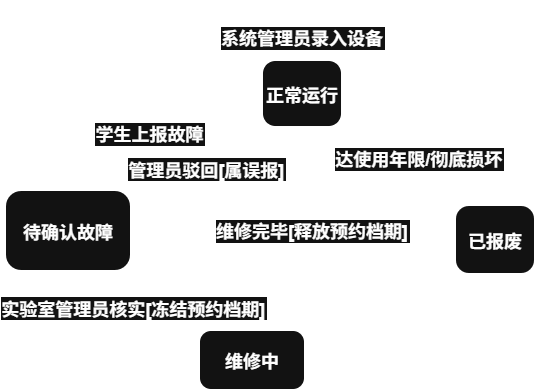 系统管理员录入设备
正常运行
学生上报故障
达使用年限/彻底损坏
管理员驳回[属误报]
待确认故障
维修完毕[释放预约档期]
已报废
实验室管理员核实[冻结预约档期]
维修中